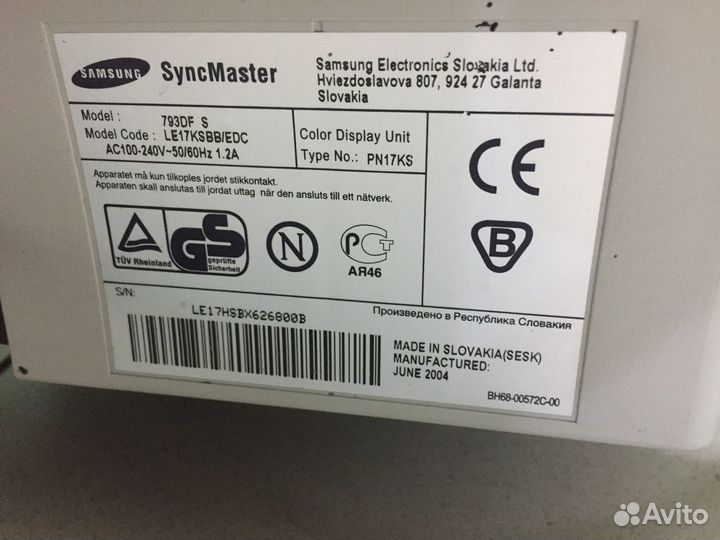 SAMSUNG SyncMaster
Samsung Electronics Slovakia Ltd.
Hviezdoslavova 807, 924 27 Galanta
Slovakia
Model : 793DF S
Model Code : LE17KSBB/EDC
AC100-240V~50/60Hz 1.2A
Color Display Unit
Type No.: PN17KS
Apparatet må kun tilkoples jordet stikkontakt.
Apparaten skall anslutas till jordat uttag när den ansluts till ett nätverk.
CE
TÜV Rheinland
GS
geprüfte
Sicherheit
N
РСТ
АЯ46
B
S/N:
LE17HSBX626800B
Произведено в Республика Словакия
MADE IN SLOVAKIA(SESK)
MANUFACTURED:
JUNE 2004
BH68-00572C-00
Avito